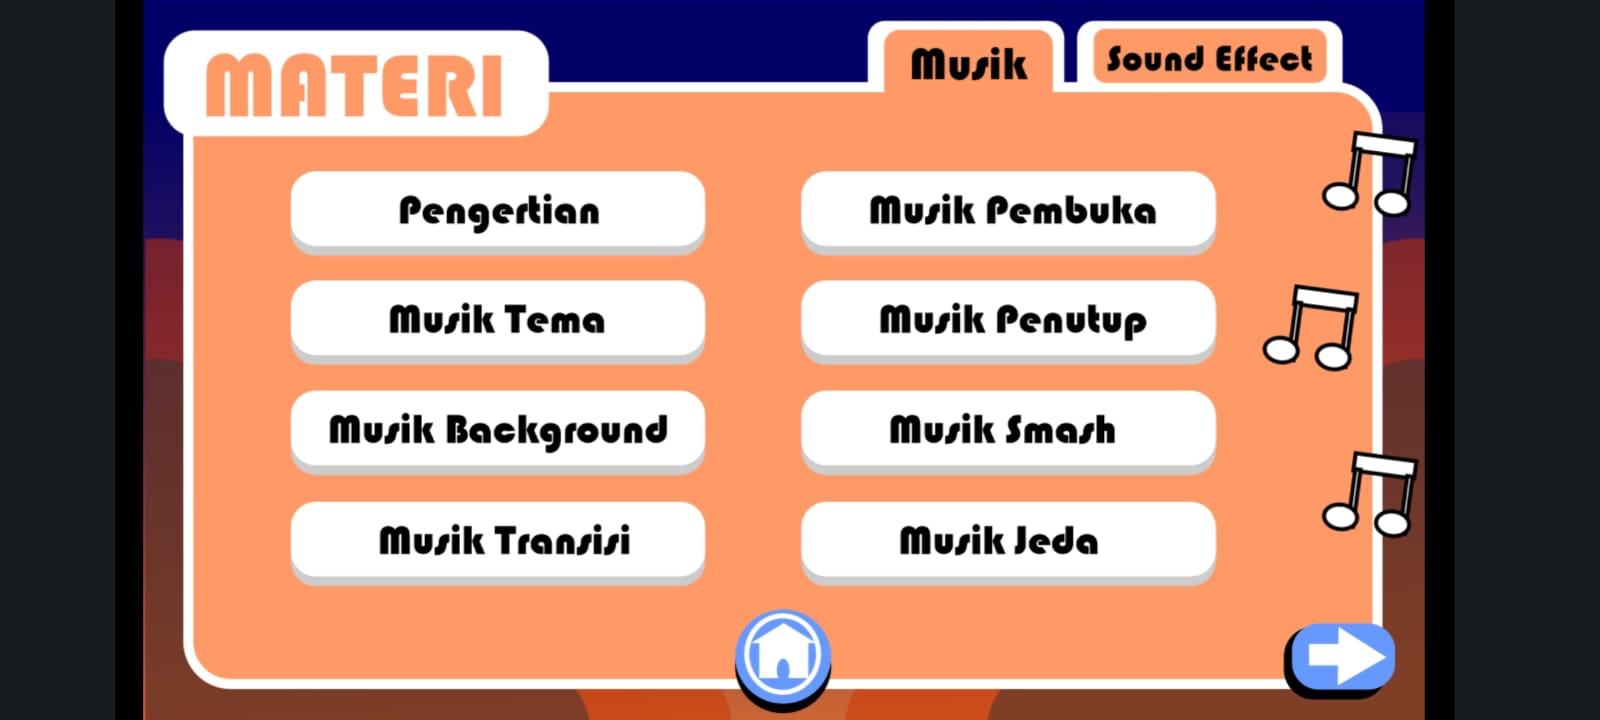 MATERI
Musik
Sound Effect
Pengertian
Musik Pembuka
Musik Tema
Musik Penutup
Musik Background
Musik Smash
Musik Transisi
Musik Jeda